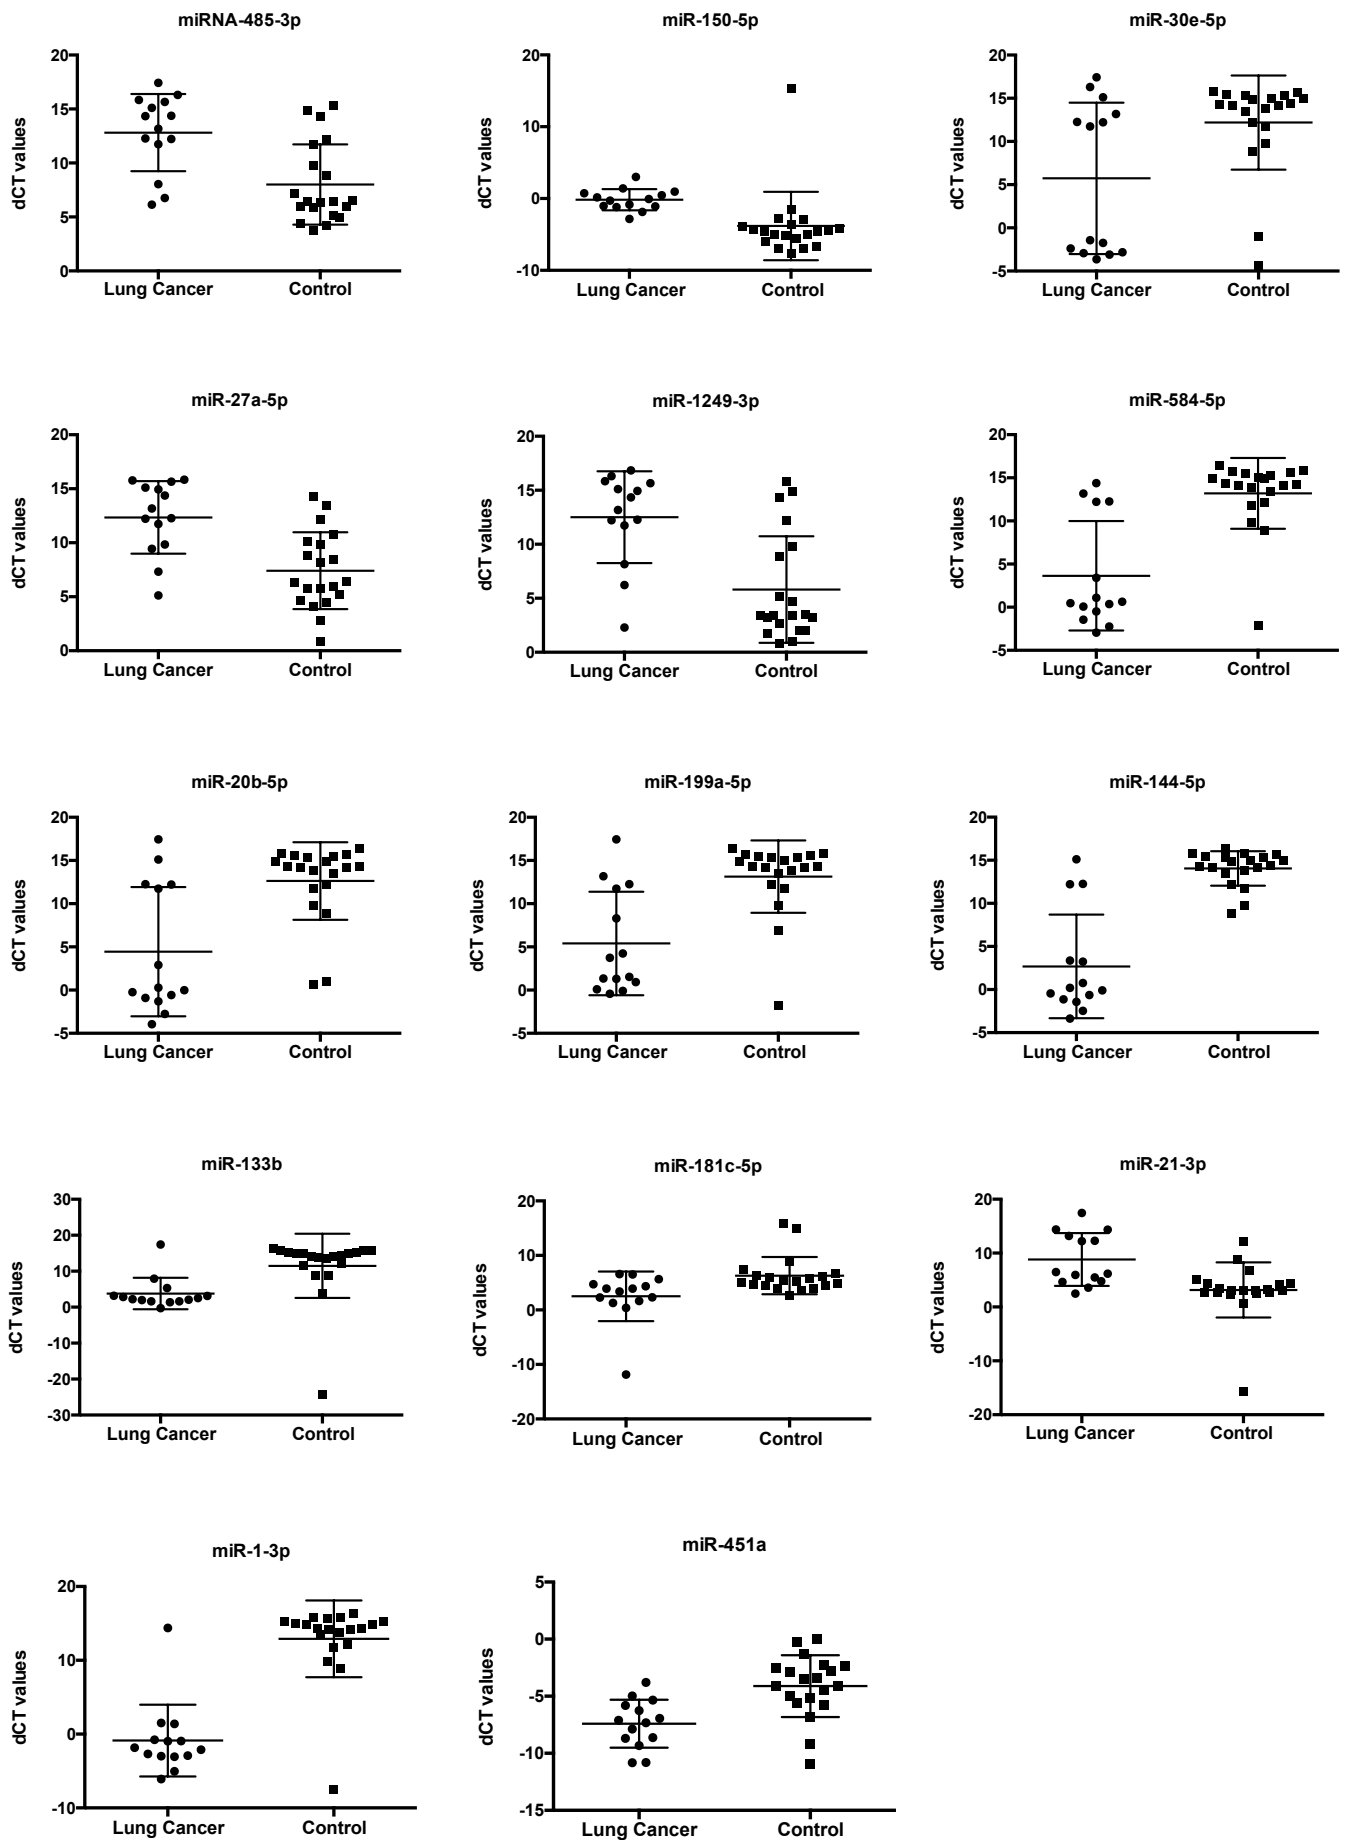 miRNA-485-3p
dCT values
20
15
10
5
0
Lung Cancer
Control
miR-150-5p
dCT values
20
10
0
-10
Lung Cancer
Control
miR-30e-5p
dCT values
20
15
10
5
0
-5
Lung Cancer
Control
miR-27a-5p
dCT values
20
15
10
5
0
Lung Cancer
Control
miR-1249-3p
dCT values
20
15
10
5
0
Lung Cancer
Control
miR-584-5p
dCT values
20
15
10
5
0
-5
Lung Cancer
Control
miR-20b-5p
dCT values
20
15
10
5
0
-5
Lung Cancer
Control
miR-199a-5p
dCT values
20
15
10
5
0
-5
Lung Cancer
Control
miR-144-5p
dCT values
20
15
10
5
0
-5
Lung Cancer
Control
miR-133b
dCT values
30
20
10
0
-10
-20
-30
Lung Cancer
Control
miR-181c-5p
dCT values
20
10
0
-10
-20
Lung Cancer
Control
miR-21-3p
dCT values
20
10
0
-10
-20
Lung Cancer
Control
miR-1-3p
dCT values
20
10
0
-10
Lung Cancer
Control
miR-451a
dCT values
5
0
-5
-10
-15
Lung Cancer
Control